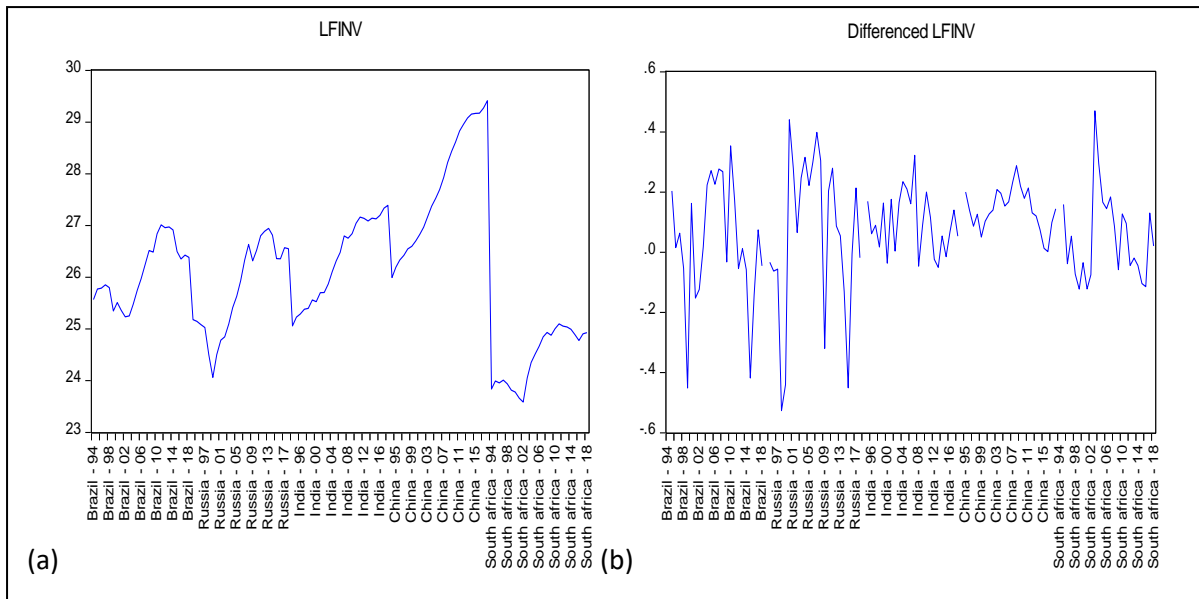 LFINV
30
29
28
27
26
25
24
23
Brazil - 94
Brazil - 98
Brazil - 02
Brazil - 06
Brazil - 10
Brazil - 14
Brazil - 18
Russia - 97
Russia - 01
Russia - 05
Russia - 09
Russia - 13
Russia - 17
India - 96
India - 00
India - 04
India - 08
India - 12
India - 16
China - 95
China - 99
China - 03
China - 07
China - 11
China - 15
South africa - 94
South africa - 98
South africa - 02
South africa - 06
South africa - 10
South africa - 14
South africa - 18
(a)
Differenced LFINV
.6
.4
.2
.0
-.2
-.4
-.6
Brazil - 94
Brazil - 98
Brazil - 02
Brazil - 06
Brazil - 10
Brazil - 14
Brazil - 18
Russia - 97
Russia - 01
Russia - 05
Russia - 09
Russia - 13
Russia - 17
India - 96
India - 00
India - 04
India - 08
India - 12
India - 16
China - 95
China - 99
China - 03
China - 07
China - 11
China - 15
South africa - 94
South africa - 98
South africa - 02
South africa - 06
South africa - 10
South africa - 14
South africa - 18
(b)